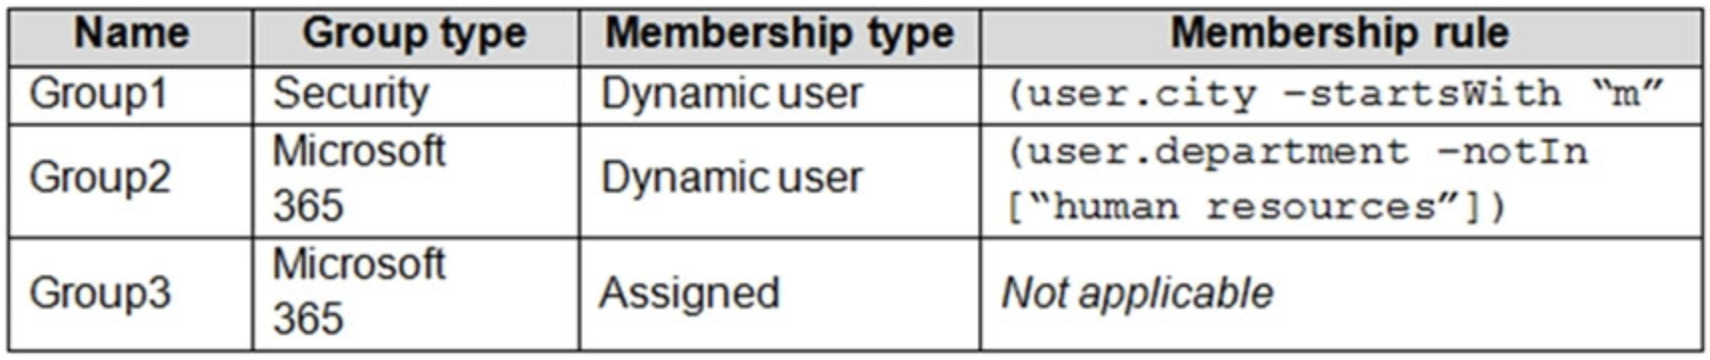 Name Group type Membership type Membership rule
Group1 Security Dynamic user (user.city –startsWith “m”
Group2 Microsoft 365 Dynamic user (user.department –notIn [“human resources”])
Group3 Microsoft 365 Assigned Not applicable